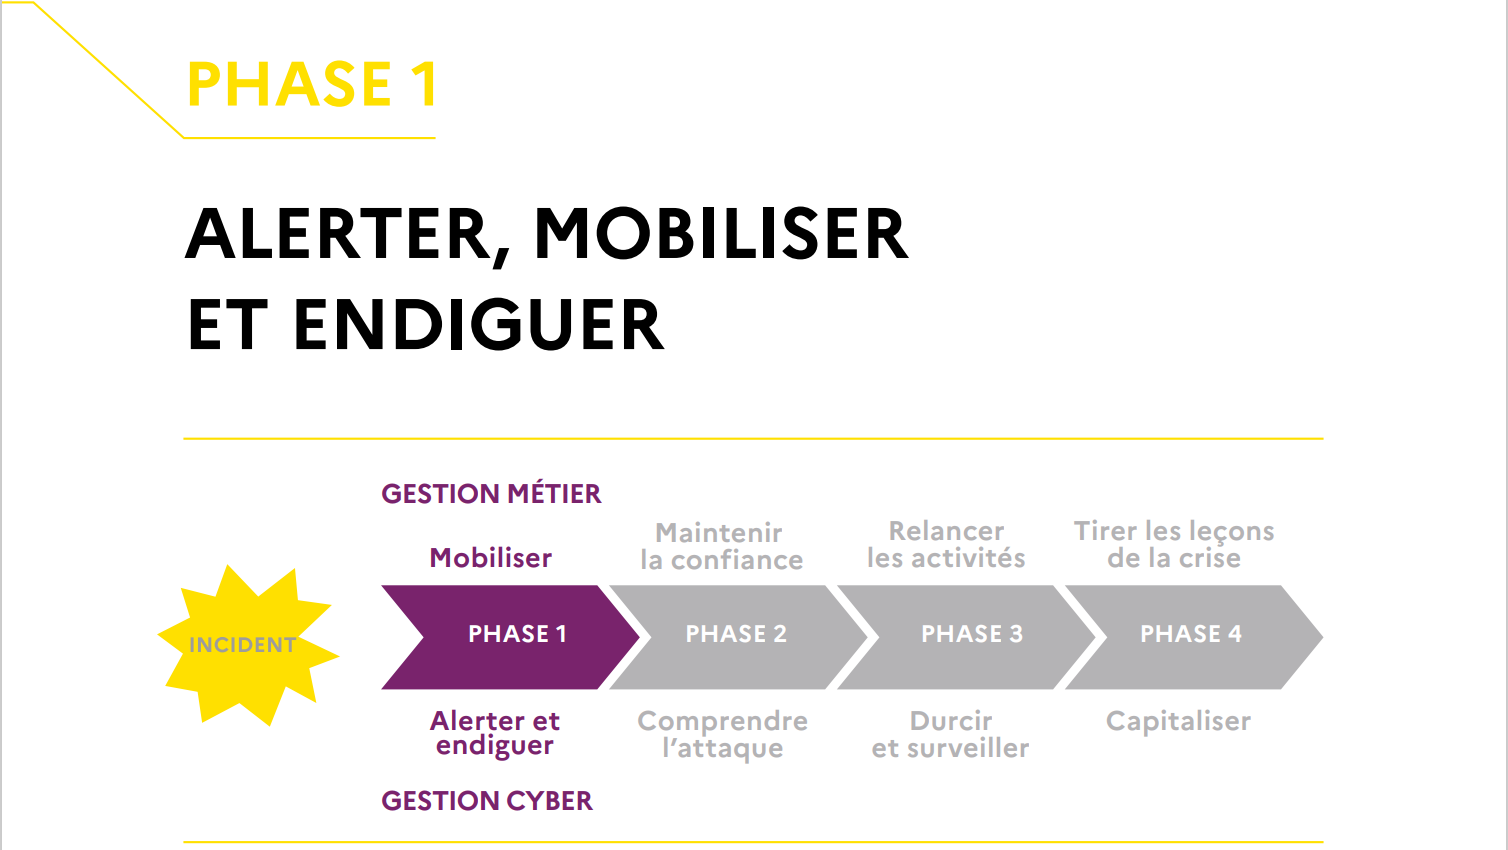 PHASE 1
ALERTER, MOBILISER
ET ENDIGUER
GESTION MÉTIER
Mobiliser
Maintenir
la confiance
Relancer
les activités
Tirer les leçons
de la crise
INCIDENT
PHASE 1
PHASE 2
PHASE 3
PHASE 4
Alerter et
endiguer
Comprendre
l’attaque
Durcir
et surveiller
Capitaliser
GESTION CYBER